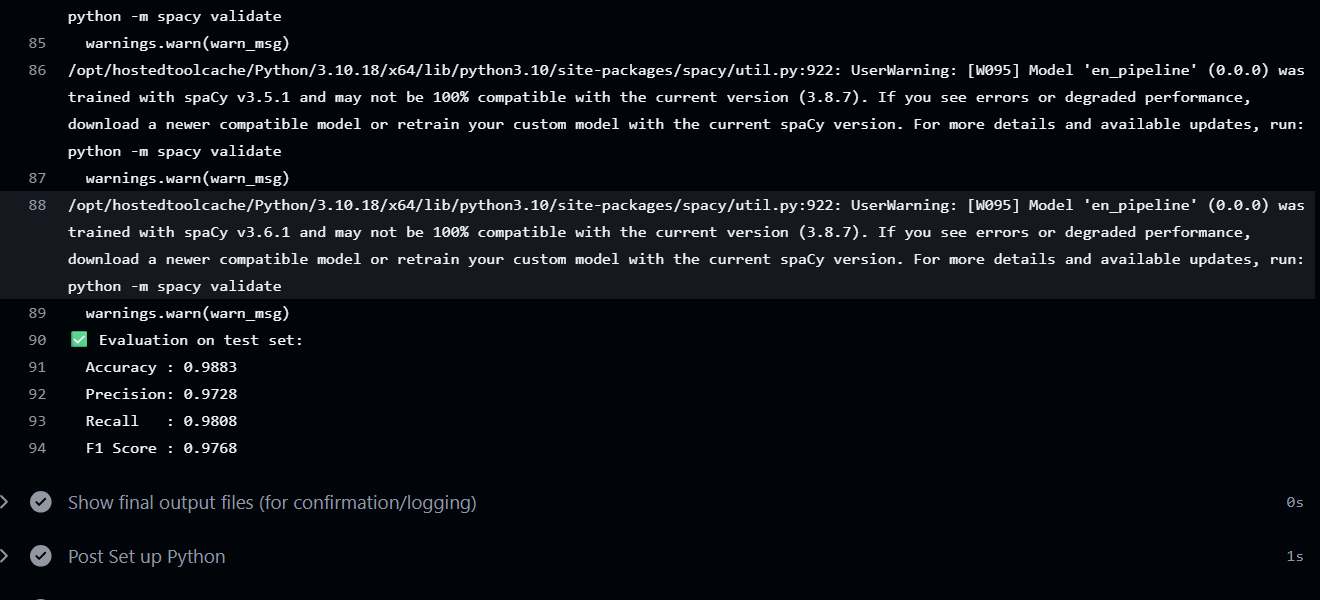 python -m spacy validate
85 warnings.warn(warn_msg)
86 /opt/hostedtoolcache/Python/3.10.18/x64/lib/python3.10/site-packages/spacy/util.py:922: UserWarning: [W095] Model 'en_pipeline' (0.0.0) was
trained with spaCy v3.5.1 and may not be 100% compatible with the current version (3.8.7). If you see errors or degraded performance,
download a newer compatible model or retrain your custom model with the current spaCy version. For more details and available updates, run:
python -m spacy validate
87 warnings.warn(warn_msg)
88 /opt/hostedtoolcache/Python/3.10.18/x64/lib/python3.10/site-packages/spacy/util.py:922: UserWarning: [W095] Model 'en_pipeline' (0.0.0) was
trained with spaCy v3.6.1 and may not be 100% compatible with the current version (3.8.7). If you see errors or degraded performance,
download a newer compatible model or retrain your custom model with the current spaCy version. For more details and available updates, run:
python -m spacy validate
89 warnings.warn(warn_msg)
90 ✅ Evaluation on test set:
91 Accuracy : 0.9883
92 Precision: 0.9728
93 Recall   : 0.9808
94 F1 Score : 0.9768
Show final output files (for confirmation/logging) 0s
Post Set up Python 1s